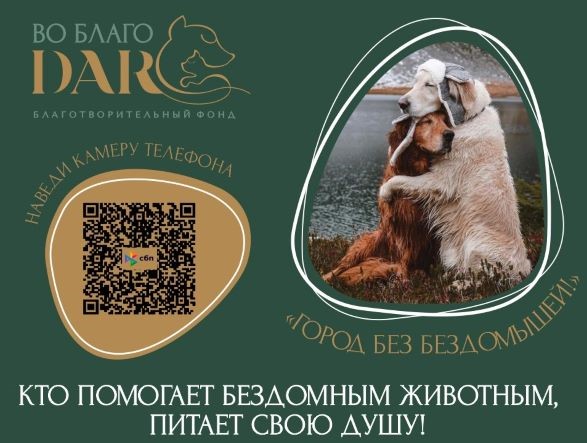 ВО БЛАГО
DAR
БЛАГОТВОРИТЕЛЬНЫЙ ФОНД
НАВЕДИ КАМЕРУ ТЕЛЕФОНА
сбп
«ГОРОД БЕЗ БЕЗДОМЫШЕЙ!»
КТО ПОМОГАЕТ БЕЗДОМНЫМ ЖИВОТНЫМ,
ПИТАЕТ СВОЮ ДУШУ!